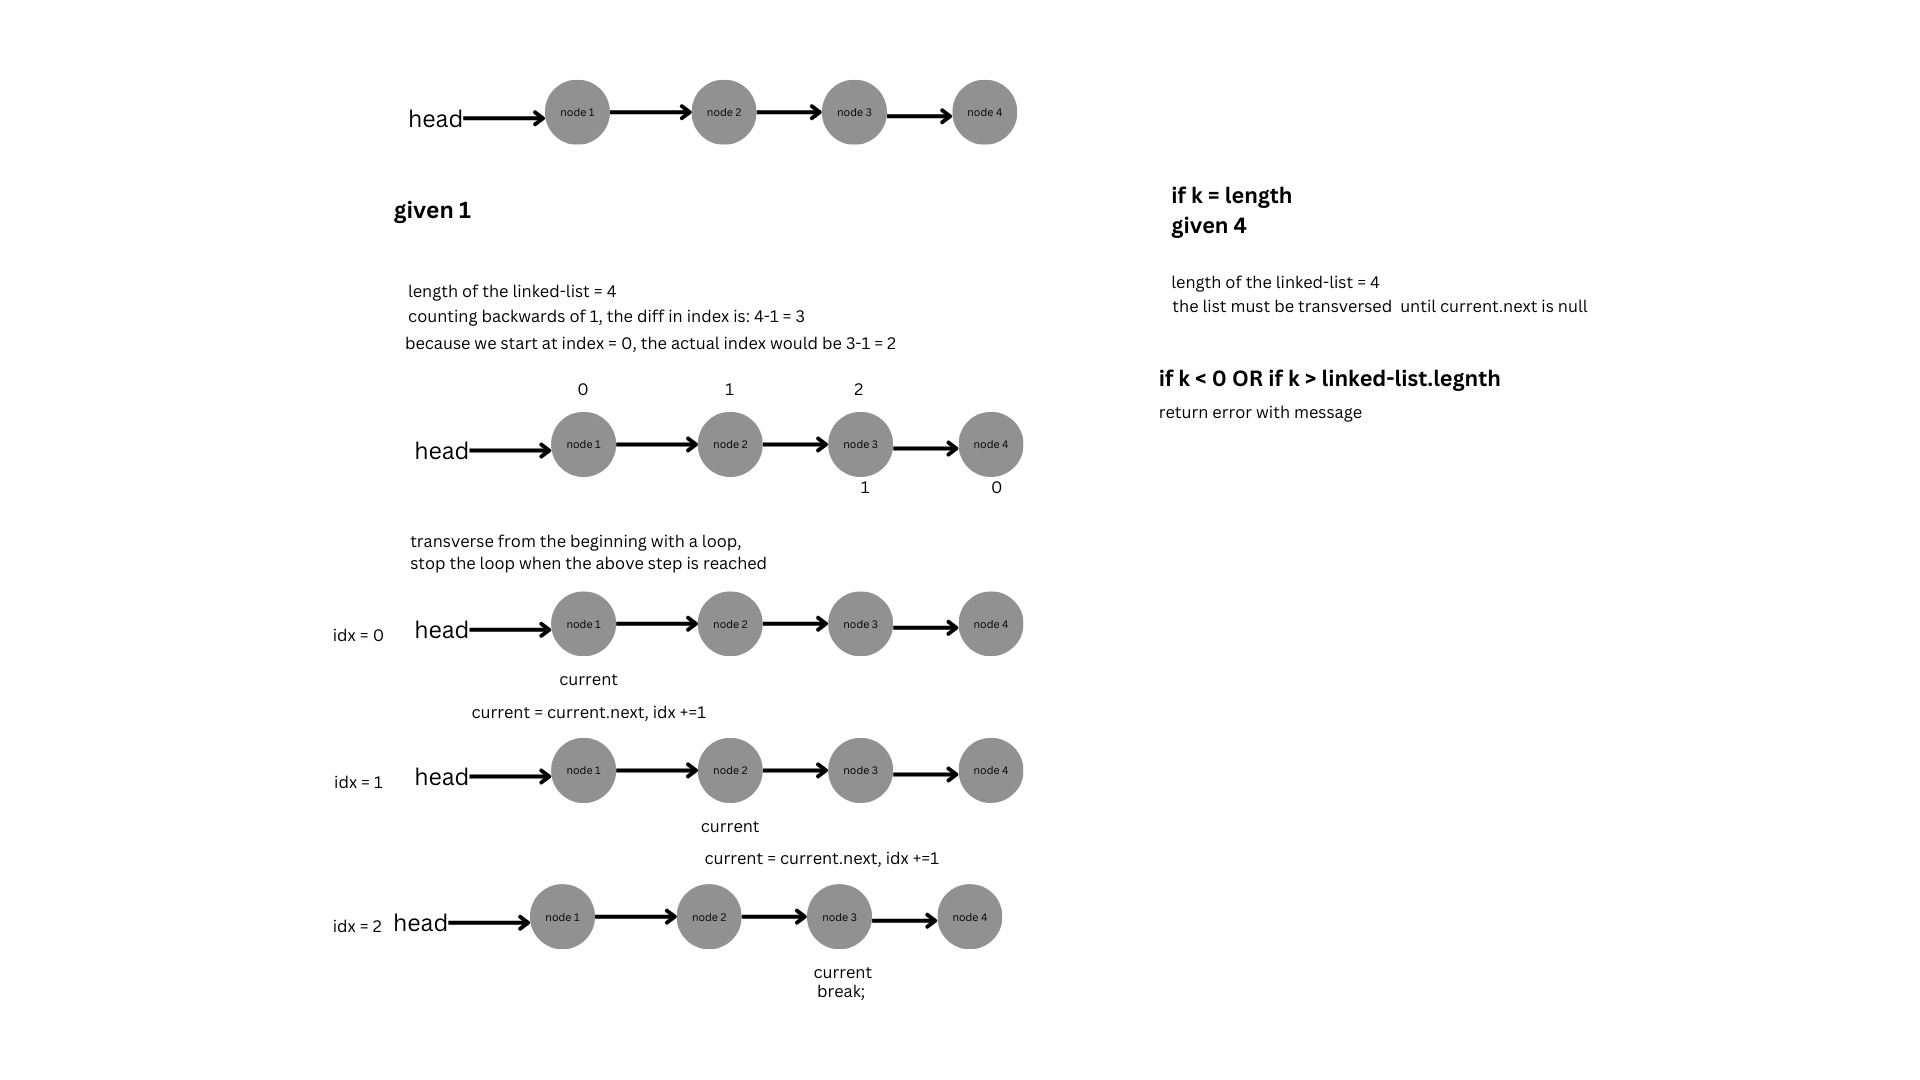 head node 1 node 2 node 3 node 4
given 1
length of the linked-list = 4
counting backwards of 1, the diff in index is: 4-1 = 3
because we start at index = 0, the actual index would be 3-1 = 2
0 1 2
head node 1 node 2 node 3 node 4
1 0
transverse from the beginning with a loop,
stop the loop when the above step is reached
idx = 0 head node 1 node 2 node 3 node 4
current
current = current.next, idx +=1
idx = 1 head node 1 node 2 node 3 node 4
current
current = current.next, idx +=1
idx = 2 head node 1 node 2 node 3 node 4
current
break;
if k = length
given 4
length of the linked-list = 4
the list must be transversed  until current.next is null
if k < 0 OR if k > linked-list.legnth
return error with message